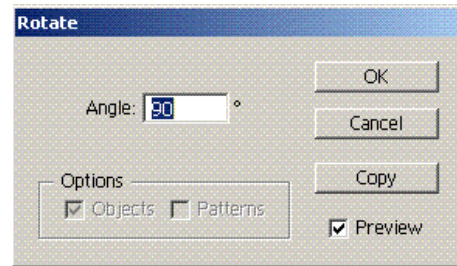 Rotate
Angle: 90 °
OK
Cancel
Copy
Options
Objects Patterns
Preview